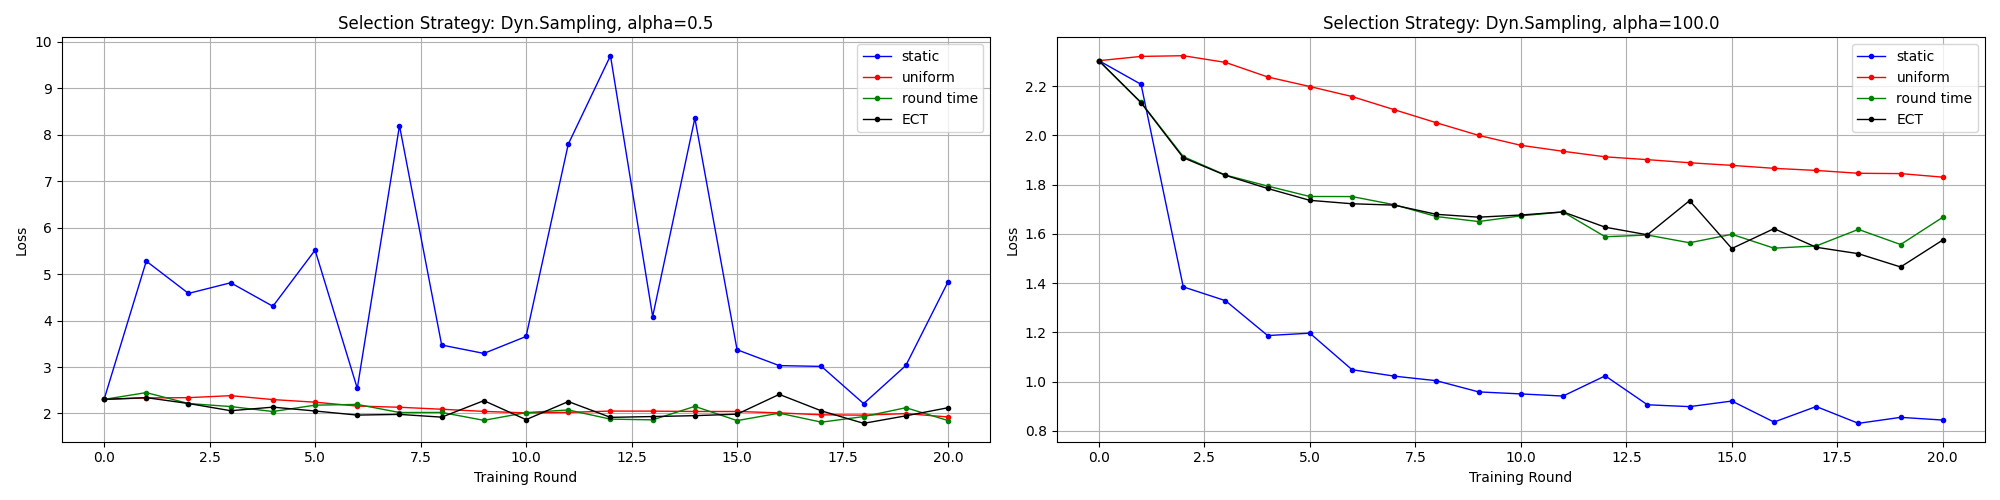 Selection Strategy: Dyn.Sampling, alpha=0.5
10
9
8
7
6
5
4
3
2
Loss
static
uniform
round time
ECT
0.0 2.5 5.0 7.5 10.0 12.5 15.0 17.5 20.0
Training Round
Selection Strategy: Dyn.Sampling, alpha=100.0
2.2
2.0
1.8
1.6
1.4
1.2
1.0
0.8
Loss
static
uniform
round time
ECT
0.0 2.5 5.0 7.5 10.0 12.5 15.0 17.5 20.0
Training Round